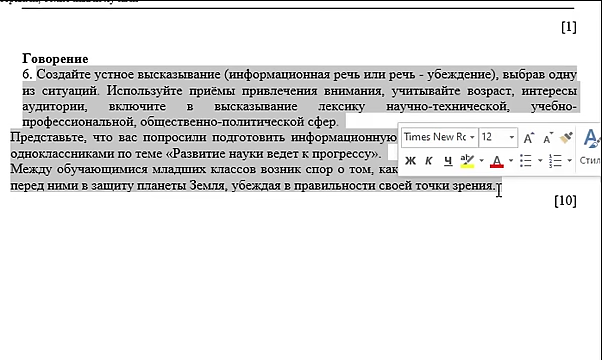 [1]
Говорение
6. Создайте устное высказывание (информационная речь или речь - убеждение), выбрав одну
из ситуаций. Используйте приёмы привлечения внимания, учитывайте возраст, интересы
аудитории, включите в высказывание лексику научно-технической, учебно-
профессиональной, общественно-политической сфер.
Представьте, что вас попросили подготовить информационную
одноклассниками по теме «Развитие науки ведет к прогрессу».
Между обучающимися младших классов возник спор о том, как
перед ними в защиту планеты Земля, убеждая в правильности своей точки зрения.
[10]
Times New Rc 12
Ж К Ч ab А
Стил